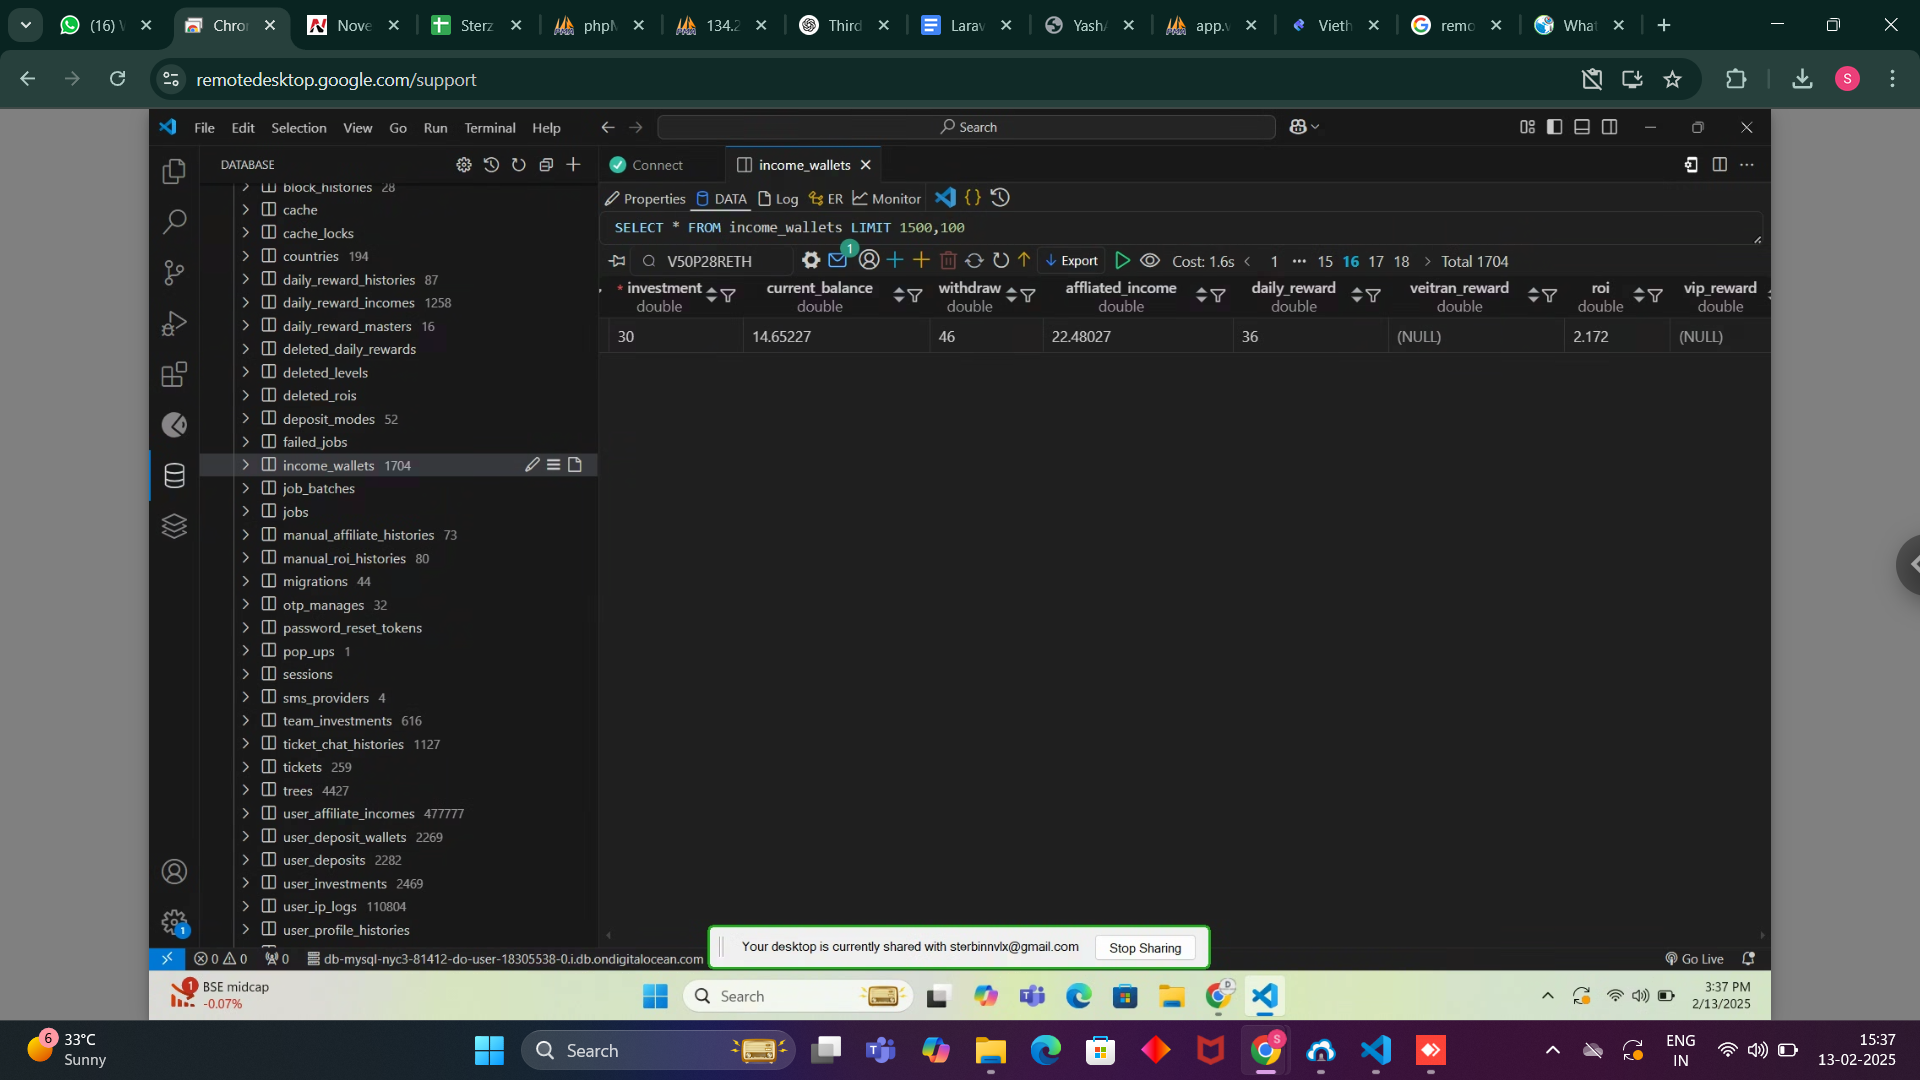 (16) V
Chron
Nove
Sterz
phpM
134.2
Third
Larav
YashA
app.v
Vieth
remo
What
remotedesktop.google.com/support
S
File Edit Selection View Go Run Terminal Help
Search
DATABASE
Connect
income_wallets
block_histories 28
cache
cache_locks
countries 194
daily_reward_histories 87
daily_reward_incomes 1258
daily_reward_masters 16
deleted_daily_rewards
deleted_levels
deleted_rois
deposit_modes 52
failed_jobs
income_wallets 1704
job_batches
jobs
manual_affiliate_histories 73
manual_roi_histories 80
migrations 44
otp_manages 32
password_reset_tokens
pop_ups 1
sessions
sms_providers 4
team_investments 616
ticket_chat_histories 1127
tickets 259
trees 4427
user_affiliate_incomes 477777
user_deposit_wallets 2269
user_deposits 2282
user_investments 2469
user_ip_logs 110804
user_profile_histories
Properties DATA Log ER Monitor
SELECT * FROM income_wallets LIMIT 1500,100
V50P28RETH
1
Export
Cost: 1.6s < 1 ··· 15 16 17 18 > Total 1704
* investment current_balance withdraw affliated_income daily_reward veitran_reward roi vip_reward
double double double double double double double double
30 14.65227 46 22.48027 36 (NULL) 2.172 (NULL)
1
Your desktop is currently shared with sterbinnvlx@gmail.com
Stop Sharing
0 0 0
db-mysql-nyc3-81412-do-user-18305538-0.i.db.ondigitalocean.com
Go Live
1
BSE midcap
-0.07%
Search
D
3:37 PM
2/13/2025
6
33°C
Sunny
Search
S
ENG
IN
15:37
13-02-2025